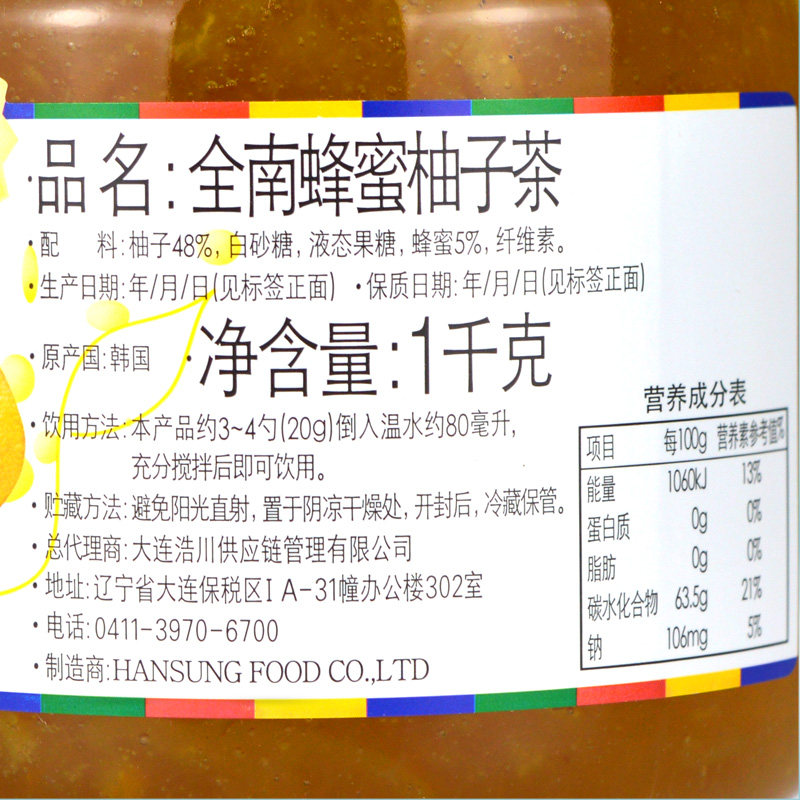 ·品名:全南蜂蜜柚子茶
·配 料:柚子48%,白砂糖,液态果糖,蜂蜜5%,纤维素。
·生产日期:年/月/日(见标签正面) ·保质日期:年/月/日(见标签正面)
·原产国:韩国 ·净含量:1千克
·饮用方法:本产品约3~4勺(20g)倒入温水约80毫升,
充分搅拌后即可饮用。
·贮藏方法:避免阳光直射,置于阴凉干燥处,开封后,冷藏保管。
·总代理商:大连浩川供应链管理有限公司
·地址:辽宁省大连保税区I A-31幢办公楼302室
·电话:0411-3970-6700
·制造商:HANSUNG FOOD CO.,LTD
营养成分表
项目 每100g 营养素参考值%
能量 1060kJ 13%
蛋白质 0g 0%
脂肪 0g 0%
碳水化合物 63.5g 21%
钠 106mg 5%